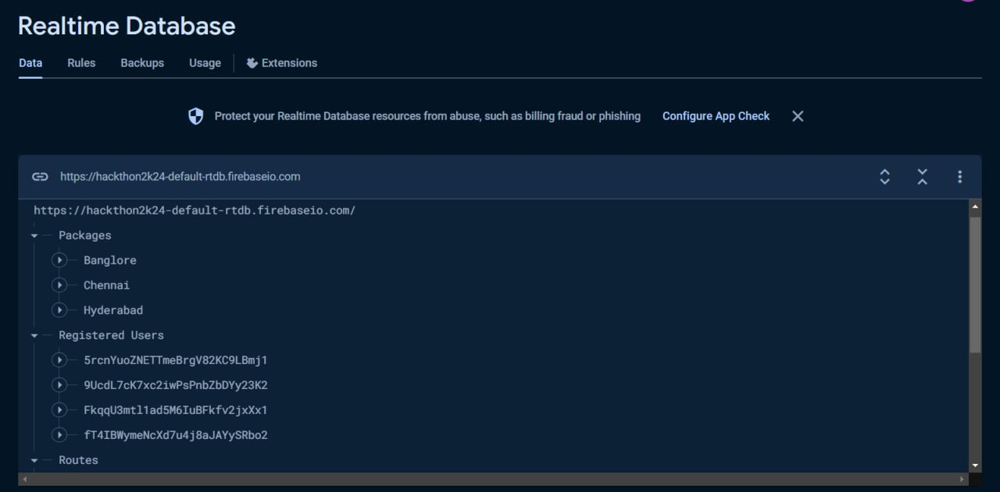 Realtime Database
Data Rules Backups Usage Extensions
Protect your Realtime Database resources from abuse, such as billing fraud or phishing Configure App Check
https://hackthon2k24-default-rtdb.firebaseio.com
https://hackthon2k24-default-rtdb.firebaseio.com/
Packages
Banglore
Chennai
Hyderabad
Registered Users
5rcnYuoZNETTmeBrgV82KC9LBmj1
9UcdL7cK7xc2iwPsPnbZbDYy23K2
FkqqU3mtl1ad5M6IuBFkfv2jxXx1
fT4IBWymeNcXd7u4j8aJAYySRbo2
Routes